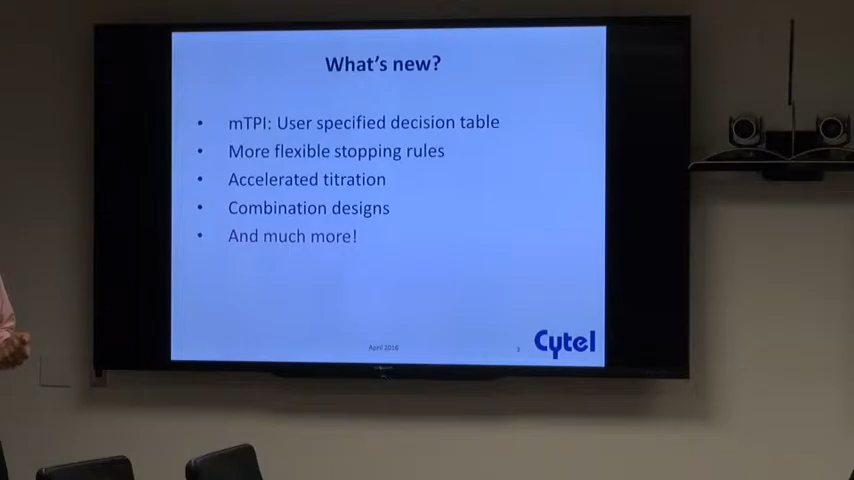 What's new?
• mTPI: User specified decision table
• More flexible stopping rules
• Accelerated titration
• Combination designs
• And much more!
April 2016
3
Cytel